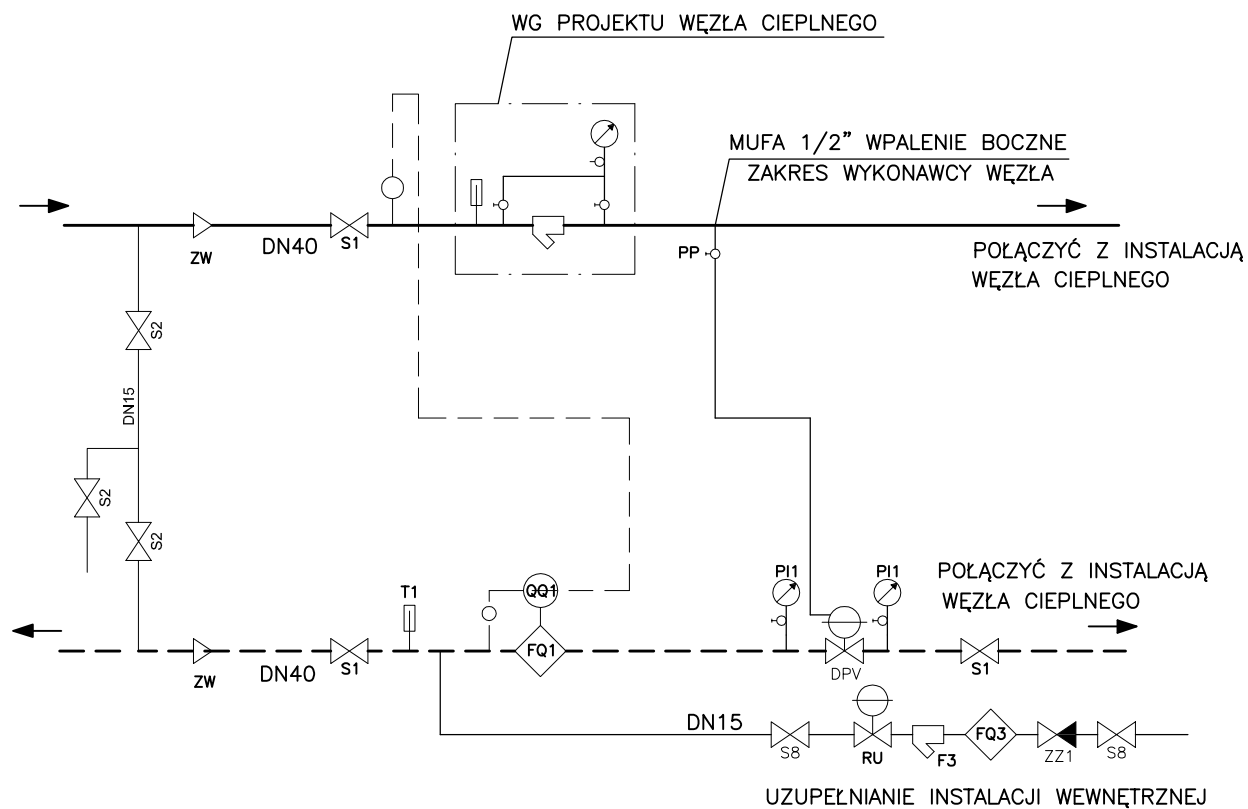 WG PROJEKTU WĘZŁA CIEPLNEGO
MUFA 1/2" WPALENIE BOCZNE
ZAKRES WYKONAWCY WĘZŁA
ZW
DN40
S1
PP
POŁĄCZYĆ Z INSTALACJĄ
WĘZŁA CIEPLNEGO
S2
DN15
S2
S2
T1
QQ1
PI1
PI1
POŁĄCZYĆ Z INSTALACJĄ
WĘZŁA CIEPLNEGO
ZW
DN40
S1
FQ1
DPV
S1
DN15
S8
RU
F3
FQ3
ZZ1
S8
UZUPEŁNIANIE INSTALACJI WEWNĘTRZNEJ